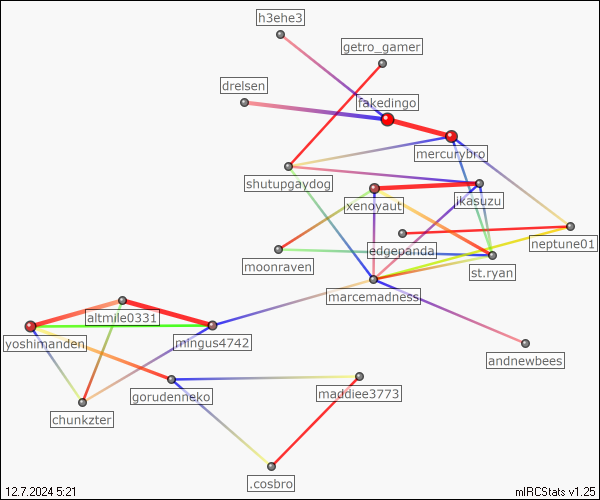 h3ehe3
getro_gamer
drelsen
fakedingo
mercurybro
shutupgaydog
xenoyaut
ikasuzu
edgepanda
neptune01
moonraven
st.ryan
marcemadness
altmile0331
yoshimanden
mingus4742
andnewbees
gorudenneko
maddiee3773
chunkzter
.cosbro
12.7.2024 5:21
mIRCStats v1.25